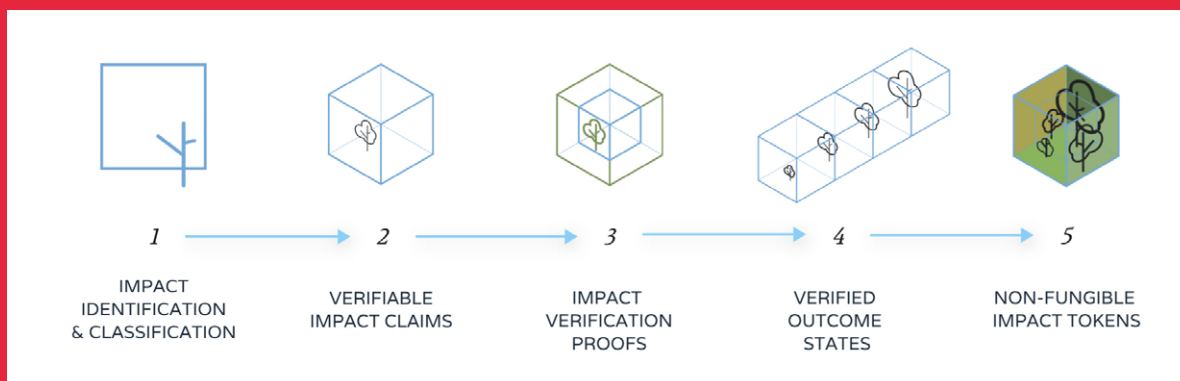 1
2
3
4
5
IMPACT
IDENTIFICATION
& CLASSIFICATION
VERIFIABLE
IMPACT CLAIMS
IMPACT
VERIFICATION
PROOFS
VERIFIED
OUTCOME
STATES
NON-FUNGIBLE
IMPACT TOKENS